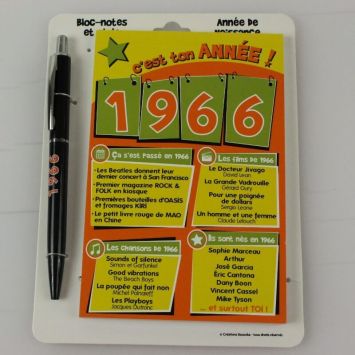 Bloc-notes
et stylo
Année de
Naissance
c'est ton ANNÉE !
1966
1966
Ça s'est passé en 1966
•Les Beatles donnent leur
dernier concert à San Francisco
•Premier magazine ROCK &
FOLK en kiosque
•Premières bouteilles d'OASIS
et fromages KIRI
•Le petit livre rouge de MAO
en Chine
Les films de 1966
Le Docteur Jivago
David Lean
La Grande Vadrouille
Gérard Oury
Pour une poignée
de dollars
Sergio Leone
Un homme et une femme
Claude Lelouch
Les chansons de 1966
Sounds of silence
Simon et Garfunkel
Good vibrations
The Beach Boys
La poupée qui fait non
Michel Polnareff
Les Playboys
Jacques Dutronc
Ils sont nés en 1966
Sophie Marceau
Arthur
José Garcia
Éric Cantona
Dany Boon
Vincent Cassel
Mike Tyson
... et surtout TOI !